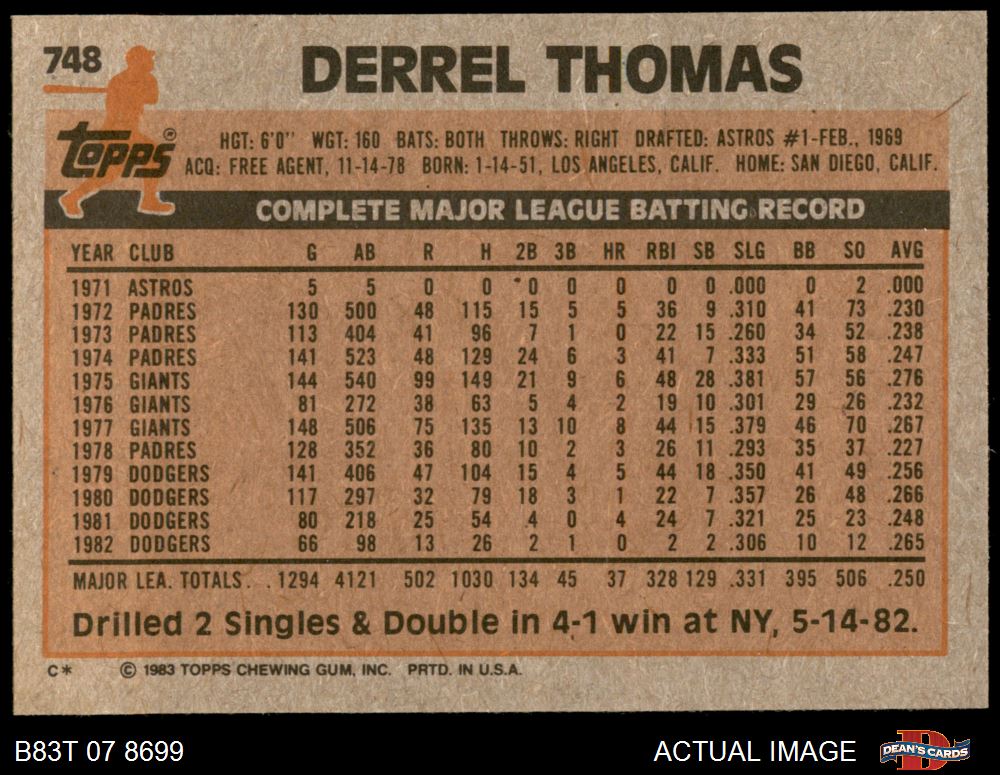 748 DERREL THOMAS
Topps®
HGT: 6'0" WGT: 160 BATS: BOTH THROWS: RIGHT DRAFTED: ASTROS #1-FEB., 1969
ACQ: FREE AGENT, 11-14-78 BORN: 1-14-51, LOS ANGELES, CALIF. HOME: SAN DIEGO, CALIF.
COMPLETE MAJOR LEAGUE BATTING RECORD
YEAR CLUB G AB R H 2B 3B HR RBI SB SLG BB SO AVG
1971 ASTROS 5 5 0 0 0 0 0 0 0 .000 0 2 .000
1972 PADRES 130 500 48 115 15 5 5 36 9 .310 41 73 .230
1973 PADRES 113 404 41 96 7 1 0 22 15 .260 34 52 .238
1974 PADRES 141 523 48 129 24 6 3 41 7 .333 51 58 .247
1975 GIANTS 144 540 99 149 21 9 6 48 28 .381 57 56 .276
1976 GIANTS 81 272 38 63 5 4 2 19 10 .301 29 26 .232
1977 GIANTS 148 506 75 135 13 10 8 44 15 .379 46 70 .267
1978 PADRES 128 352 36 80 10 2 3 26 11 .293 35 37 .227
1979 DODGERS 141 406 47 104 15 4 5 44 18 .350 41 49 .256
1980 DODGERS 117 297 32 79 18 3 1 22 7 .357 26 48 .266
1981 DODGERS 80 218 25 54 4 0 4 24 7 .321 25 23 .248
1982 DODGERS 66 98 13 26 2 1 0 2 2 .306 10 12 .265
MAJOR LEA. TOTALS. . . 1294 4121 502 1030 134 45 37 328 129 .331 395 506 .250
Drilled 2 Singles & Double in 4-1 win at NY, 5-14-82.
C* © 1983 TOPPS CHEWING GUM, INC. PRTD. IN U.S.A.
B83T 07 8699 ACTUAL IMAGE D DEAN'S CARDS